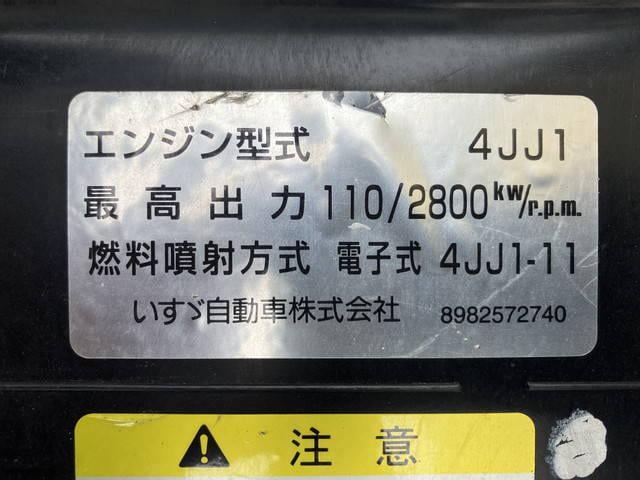 エンジン型式 4JJ1
最高出力 110/2800 kW/r.p.m.
燃料噴射方式 電子式 4JJ1-11
いすゞ自動車株式会社 8982572740
注意